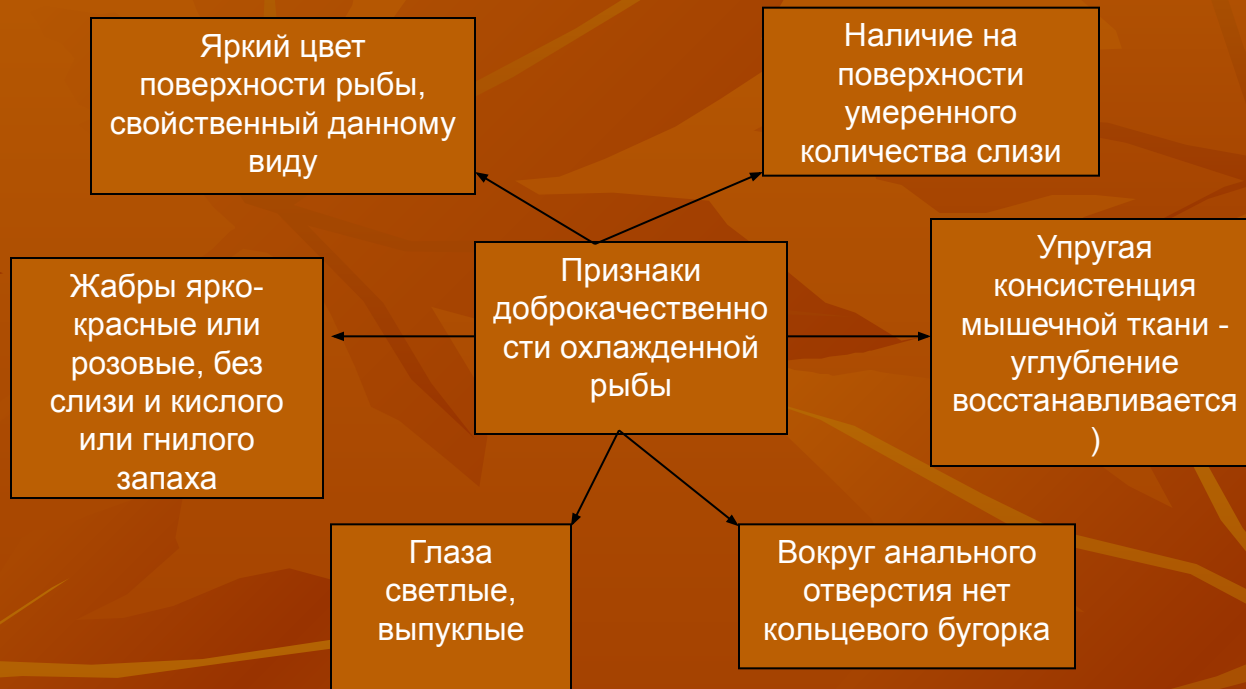 Яркий цвет
поверхности рыбы,
свойственный данному
виду
Наличие на
поверхности
умеренного
количества слизи
Жабры ярко-
красные или
розовые, без
слизи и кислого
или гнилого
запаха
Признаки
доброкачественно
сти охлажденной
рыбы
Упругая
консистенция
мышечной ткани -
углубление
восстанавливается
)
Глаза
светлые,
выпуклые
Вокруг анального
отверстия нет
кольцевого бугорка